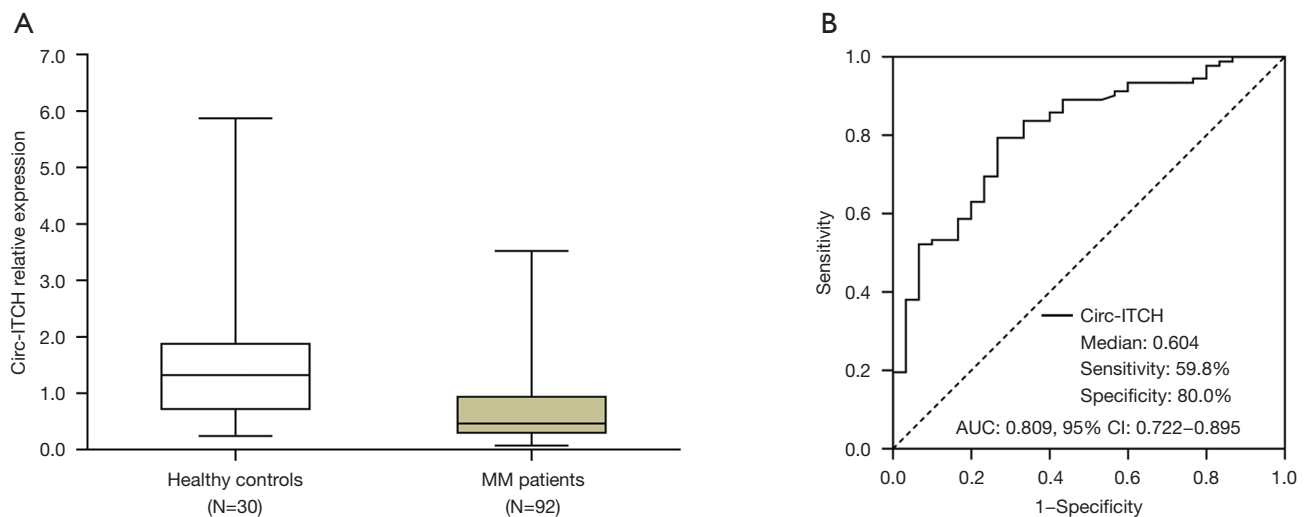 A
7.0
6.0
5.0
4.0
3.0
2.0
1.0
0.0
Circ-ITCH relative expression
Healthy controls
(N=30)
MM patients
(N=92)
B
1.0
0.8
0.6
0.4
0.2
0.0
Sensitivity
Circ-ITCH
Median: 0.604
Sensitivity: 59.8%
Specificity: 80.0%
AUC: 0.809, 95% CI: 0.722–0.895
0.0 0.2 0.4 0.6 0.8 1.0
1–Specificity